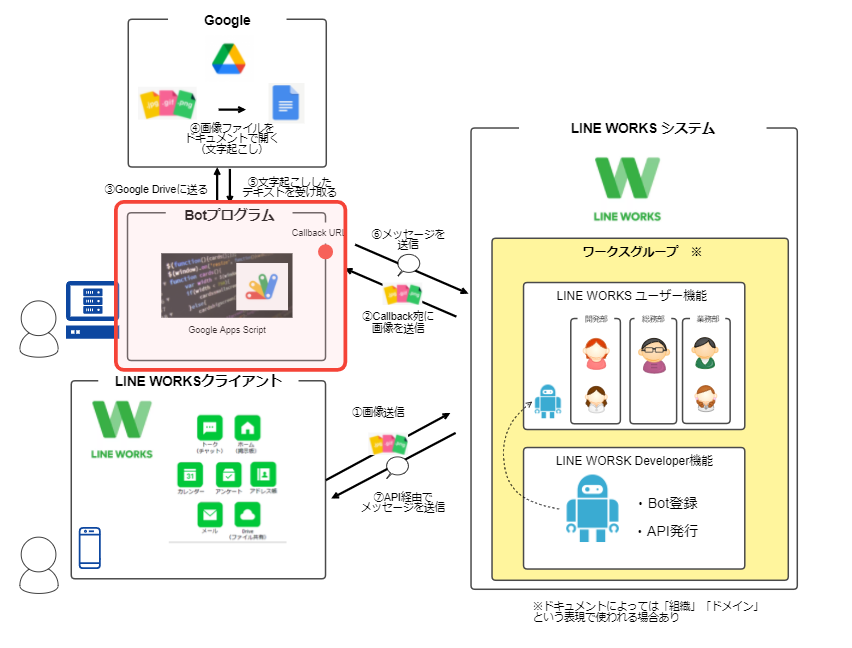 Google
.jpg .gif .png
④画像ファイルを
ドキュメントで開く
（文字起こし）
③Google Driveに送る
⑤文字起こしした
テキストを受け取る
Botプログラム
Callback URL
Google Apps Script
⑥メッセージを
送信
②Callback宛に
画像を送信
LINE WORKSクライアント
LINE WORKS
トーク
（チャット）
ホーム
（掲示板）
カレンダー
アンケート
アドレス帳
メール
Drive
（ファイル共有）
①画像送信
⑦API経由で
メッセージを送信
LINE WORKS システム
LINE WORKS
ワークスグループ　※
LINE WORKS ユーザー機能
開発部
総務部
業務部
LINE WORSK Developer機能
・Bot登録
・API発行
※ドキュメントによっては「組織」「ドメイン」
という表現で使われる場合あり